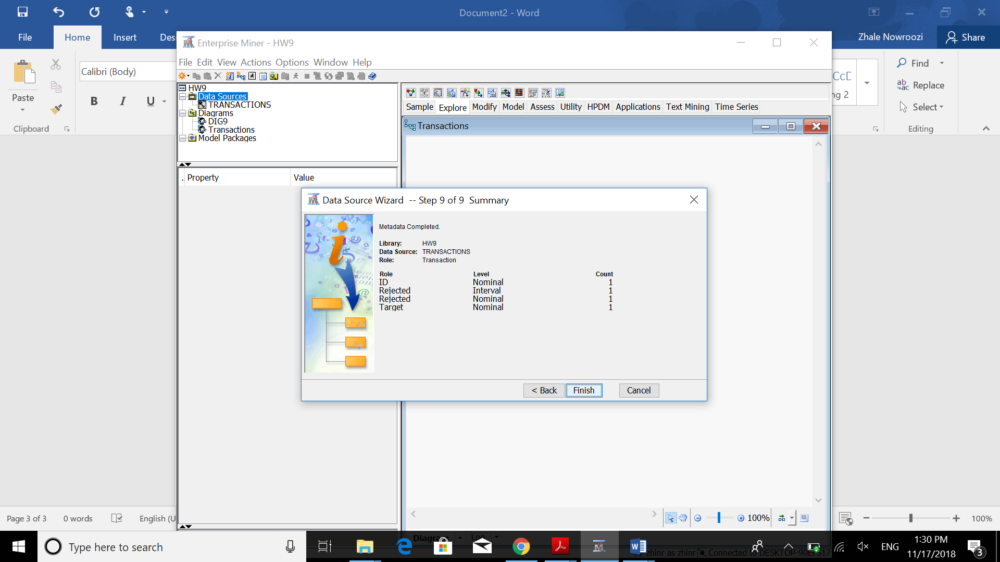 Document2 - Word
File Home Insert Desi
Zhale Nowroozi Share
Calibri (Body)
Paste
B I U
Clipboard
CcD
ng 2
Find
Replace
Select
Editing
Enterprise Miner - HW9
File Edit View Actions Options Window Help
HW9
Data Sources
TRANSACTIONS
Diagrams
DIG9
Transactions
Model Packages
.. Property Value
Sample Explore Modify Model Assess Utility HPDM Applications Text Mining Time Series
Transactions
Data Source Wizard -- Step 9 of 9 Summary
Metadata Completed.
Library: HW9
Data Source: TRANSACTIONS
Role: Transaction
Role Level Count
ID Nominal 1
Rejected Interval 1
Rejected Nominal 1
Target Nominal 1
< Back Finish Cancel
100%
Diagram Log
zhlnr as zhlnr Connected to
Page 3 of 3 0 words English (U
100%
Type here to search
ENG
1:30 PM
11/17/2018
3